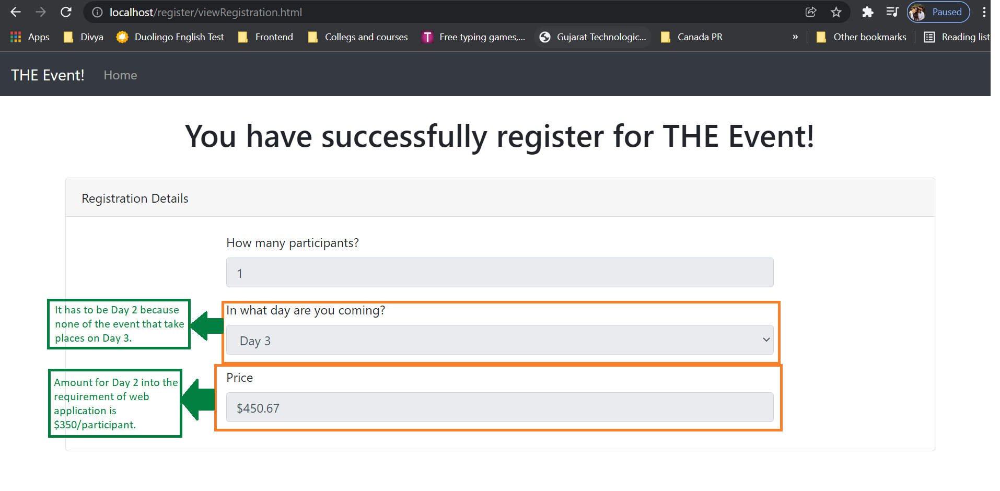 localhost/register/viewRegistration.html
Paused
Apps
Divya
Duolingo English Test
Frontend
Collegs and courses
T
Free typing games,...
Gujarat Technologic...
Canada PR
»
Other bookmarks
Reading list
THE Event!
Home
You have successfully register for THE Event!
Registration Details
How many participants?
1
It has to be Day 2 because
none of the event that take
places on Day 3.
In what day are you coming?
Day 3
Amount for Day 2 into the
requirement of web
application is
$350/participant.
Price
$450.67